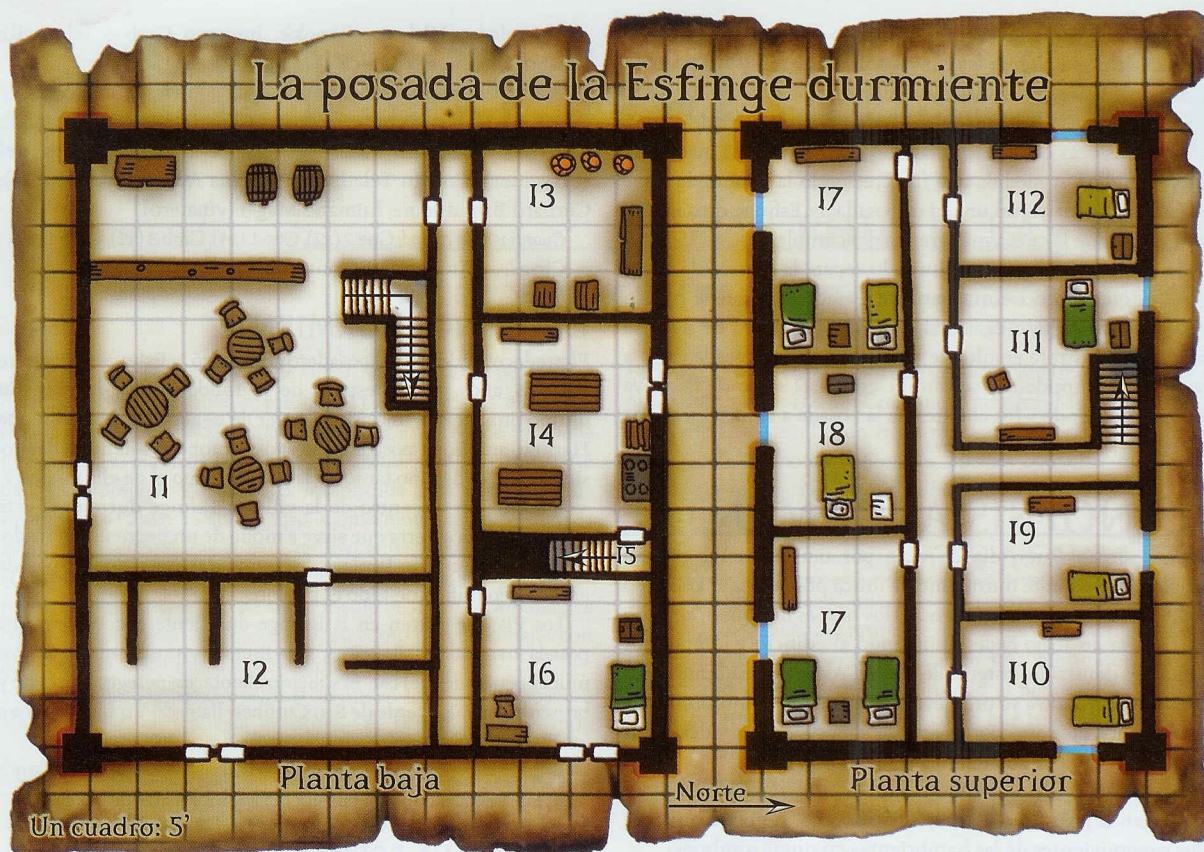 La posada de la Esfinge durmiente
I3
I7
I12
I11
I4
I8
I1
I5
I9
I2
I6
I7
I10
Planta baja
Planta superior
Norte
Un cuadro: 5'